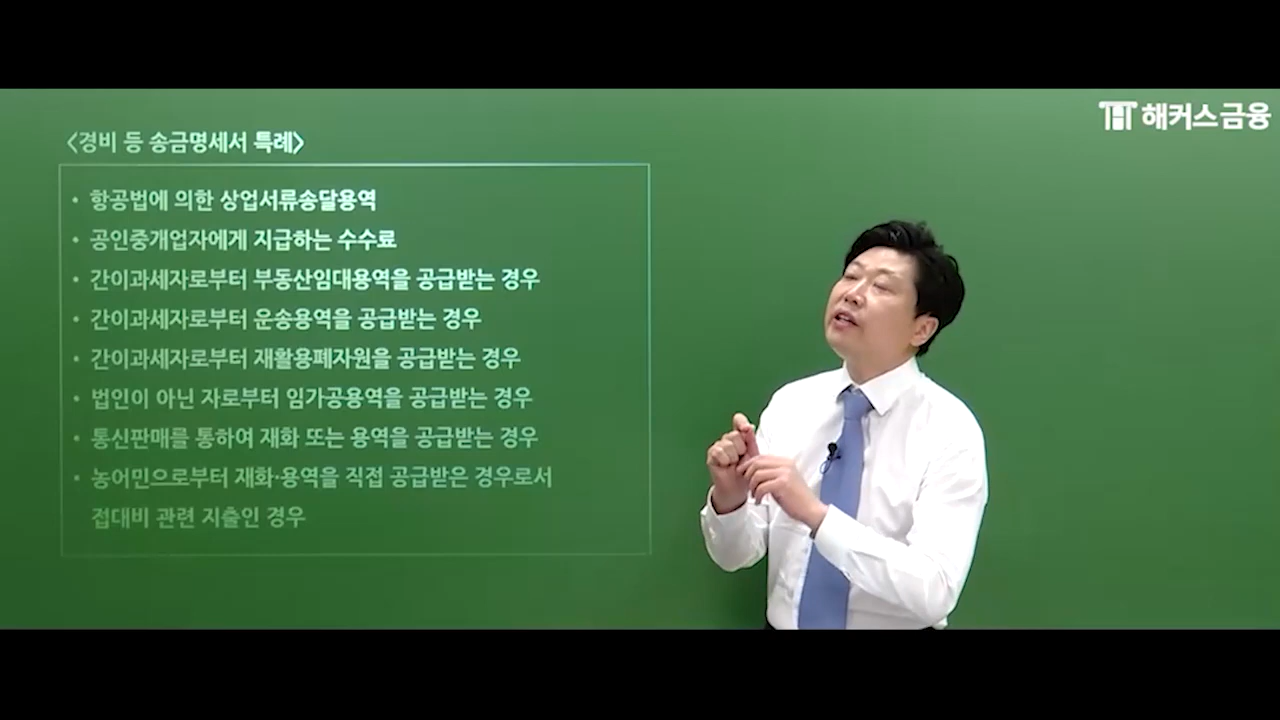 해커스금융
<경비 등 송금명세서 특례>
• 항공법에 의한 상업서류송달용역
• 공인중개업자에게 지급하는 수수료
• 간이과세자로부터 부동산임대용역을 공급받는 경우
• 간이과세자로부터 운송용역을 공급받는 경우
• 간이과세자로부터 재활용폐자원을 공급받는 경우
• 법인이 아닌 자로부터 임가공용역을 공급받는 경우
• 통신판매를 통하여 재화 또는 용역을 공급받는 경우
• 농어민으로부터 재화·용역을 직접 공급받은 경우로서
접대비 관련 지출인 경우